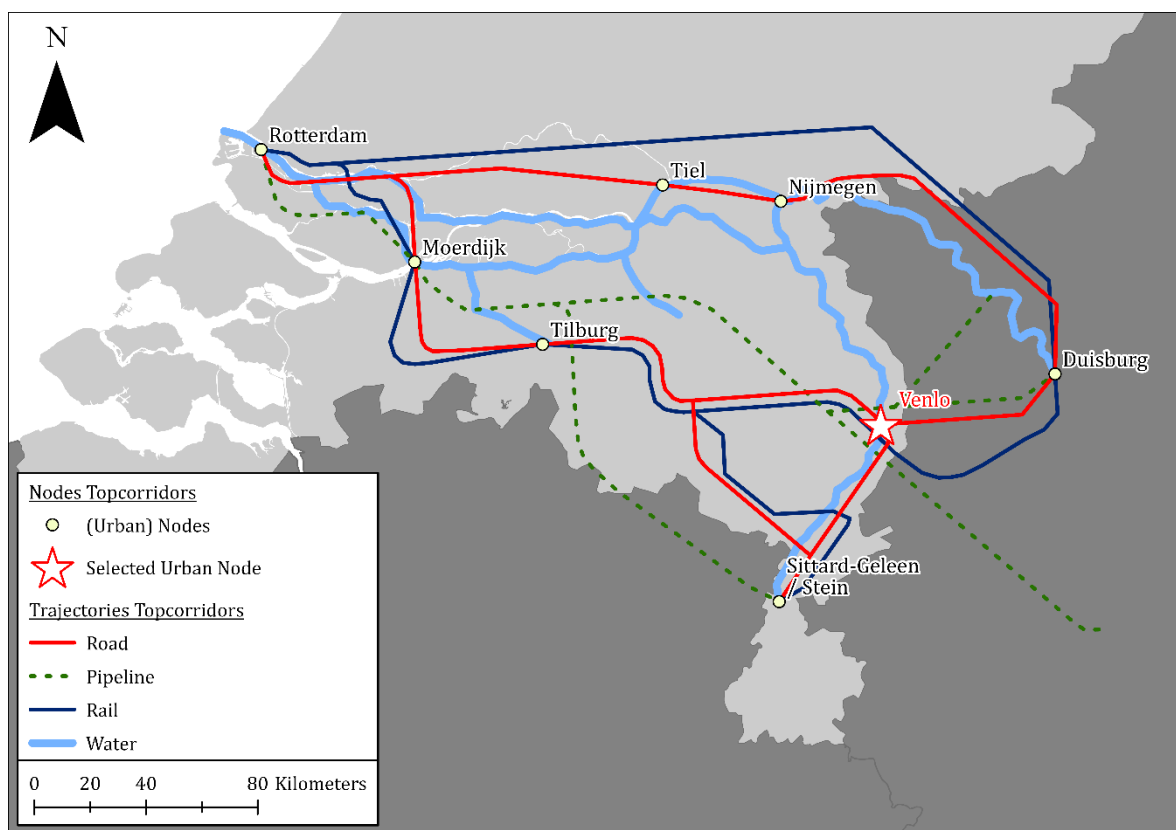 N
Rotterdam
Tiel
Nijmegen
Moerdijk
Tilburg
Duisburg
Venlo
Sittard-Geleen
/ Stein
Nodes Topcorridors
(Urban) Nodes
Selected Urban Node
Trajectories Topcorridors
Road
Pipeline
Rail
Water
0 20 40 80 Kilometers